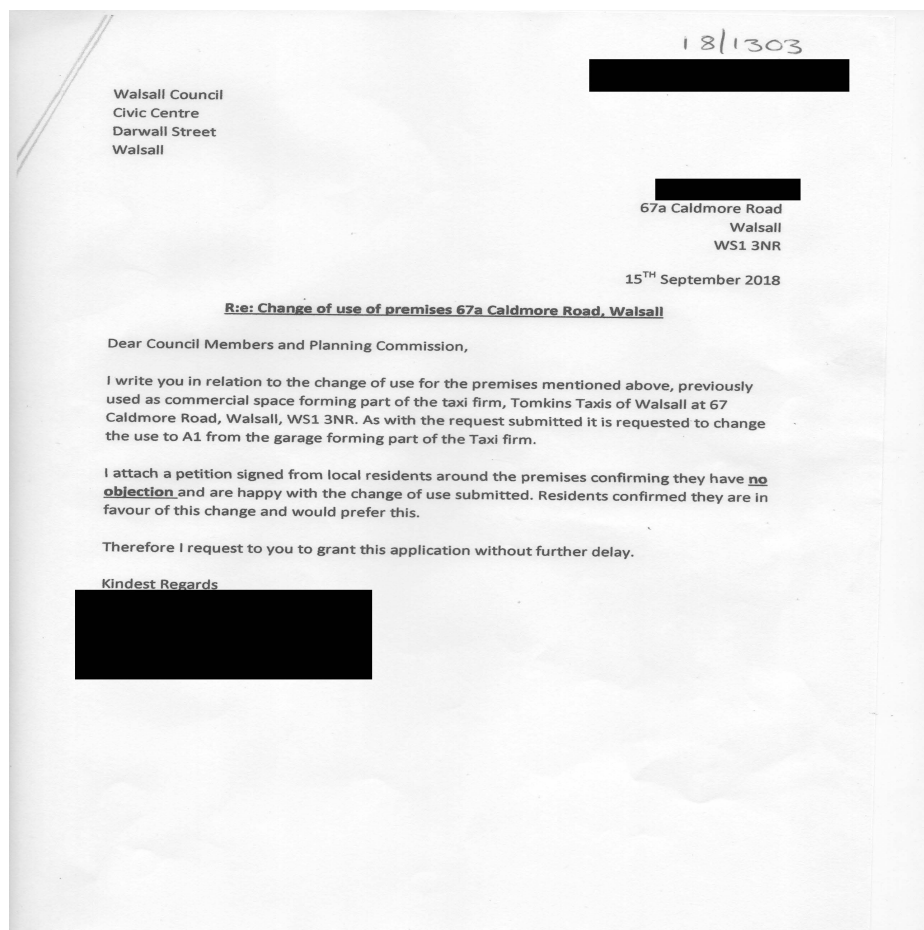 18/1303
Walsall Council
Civic Centre
Darwall Street
Walsall
67a Caldmore Road
Walsall
WS1 3NR
15TH September 2018
R:e: Change of use of premises 67a Caldmore Road, Walsall
Dear Council Members and Planning Commission,
I write you in relation to the change of use for the premises mentioned above, previously
used as commercial space forming part of the taxi firm, Tomkins Taxis of Walsall at 67
Caldmore Road, Walsall, WS1 3NR. As with the request submitted it is requested to change
the use to A1 from the garage forming part of the Taxi firm.
I attach a petition signed from local residents around the premises confirming they have no
objection and are happy with the change of use submitted. Residents confirmed they are in
favour of this change and would prefer this.
Therefore I request to you to grant this application without further delay.
Kindest Regards